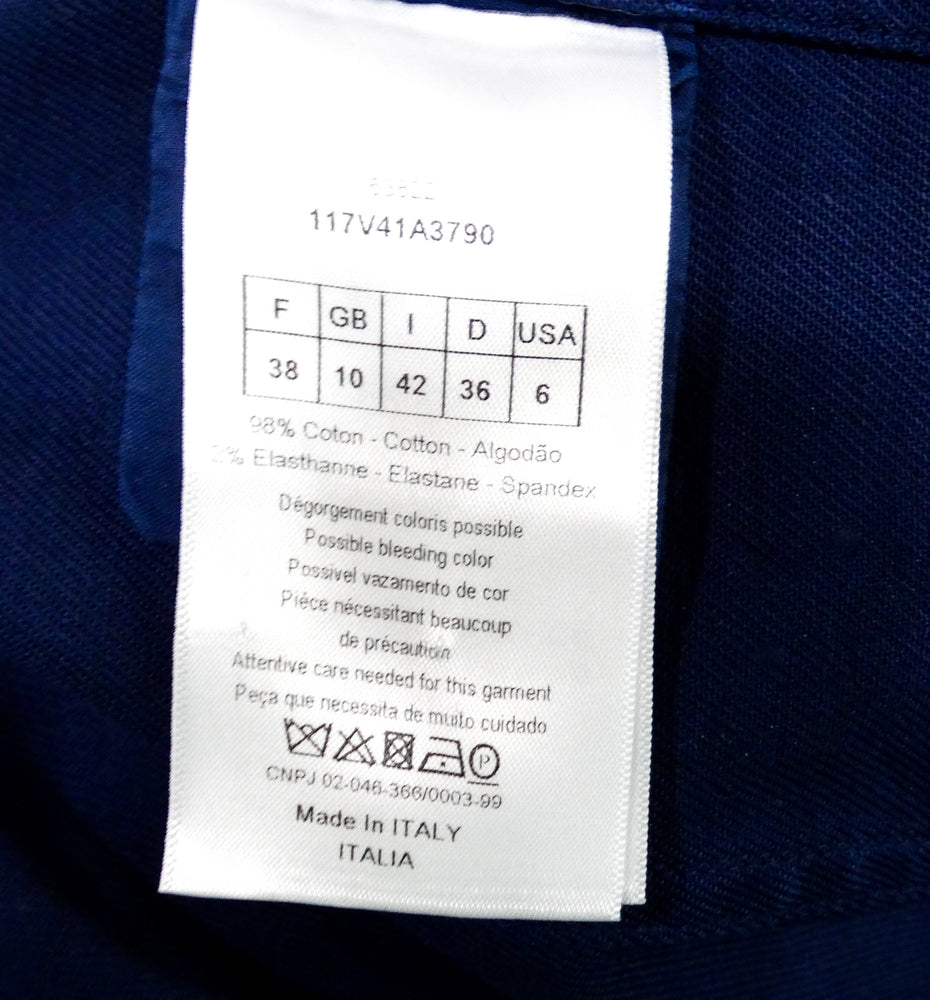 117V41A3790
F GB I D USA
38 10 42 36 6
98% Coton - Cotton - Algodão
2% Elasthanne - Elastane - Spandex
Dégorgement coloris possible
Possible bleeding color
Possivel vazamento de cor
Pièce nécessitant beaucoup
de précaution
Attentive care needed for this garment
Peça que necessita de muito cuidado
P
CNPJ 02-046-366/0003-99
Made In ITALY
ITALIA